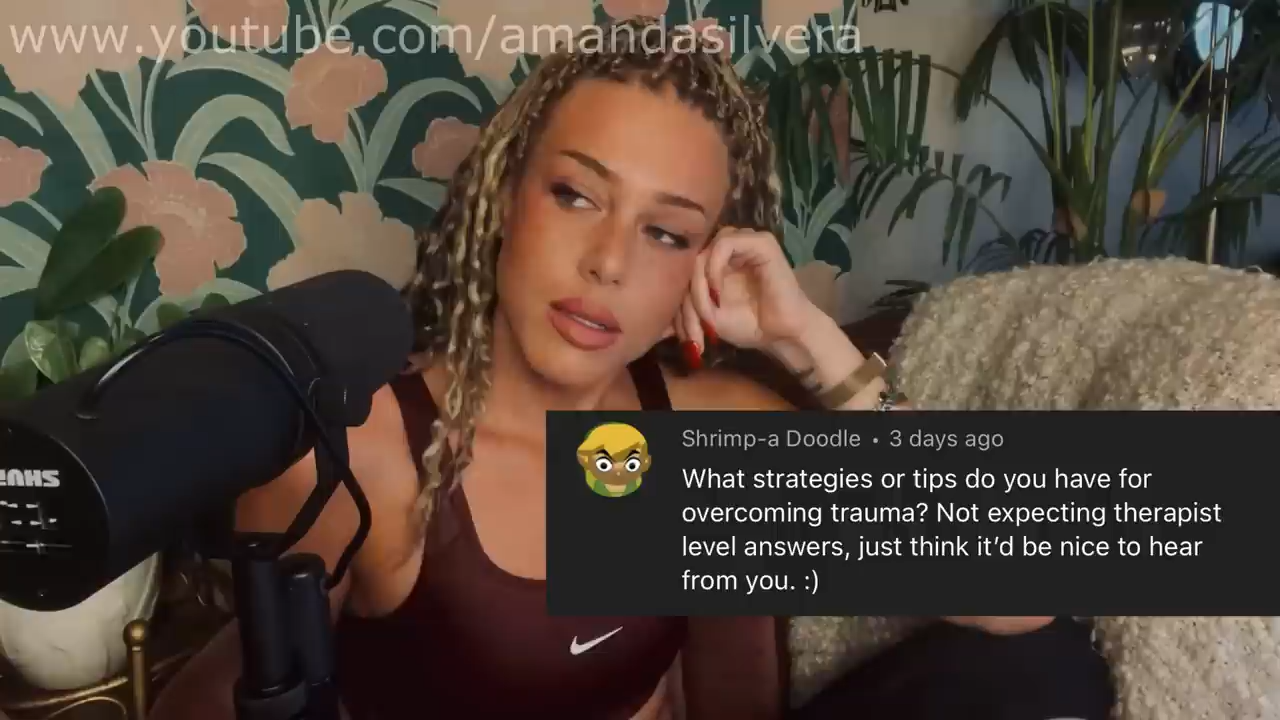 www.youtube.com/amandasilvera
Shrimp-a Doodle • 3 days ago
What strategies or tips do you have for
overcoming trauma? Not expecting therapist
level answers, just think it’d be nice to hear
from you. :)